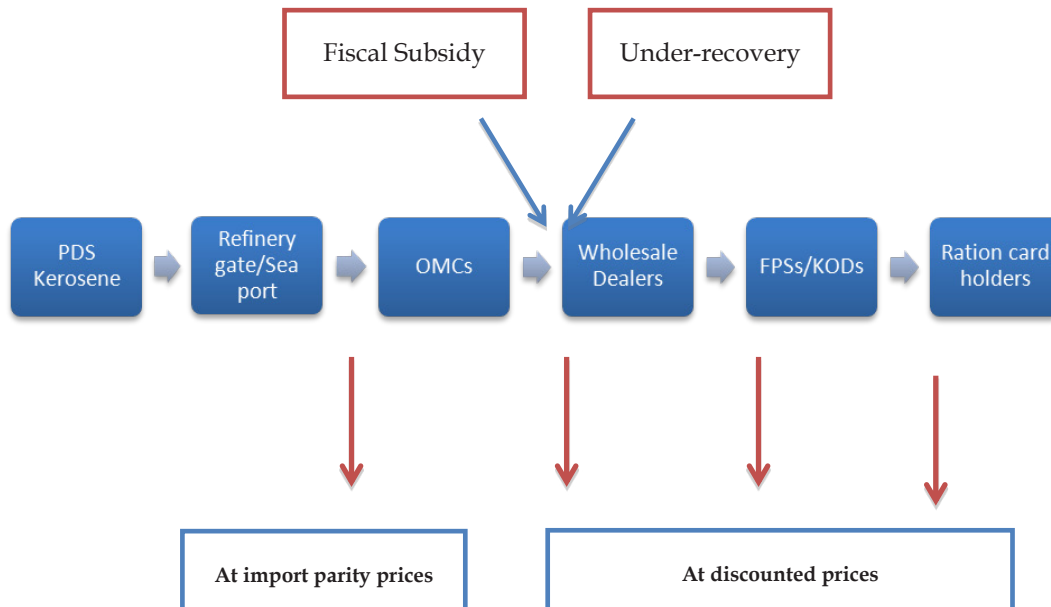 Fiscal Subsidy
Under-recovery
PDS
Kerosene
Refinery
gate/Sea
port
OMCs
Wholesale
Dealers
FPSs/KODs
Ration card
holders
At import parity prices
At discounted prices